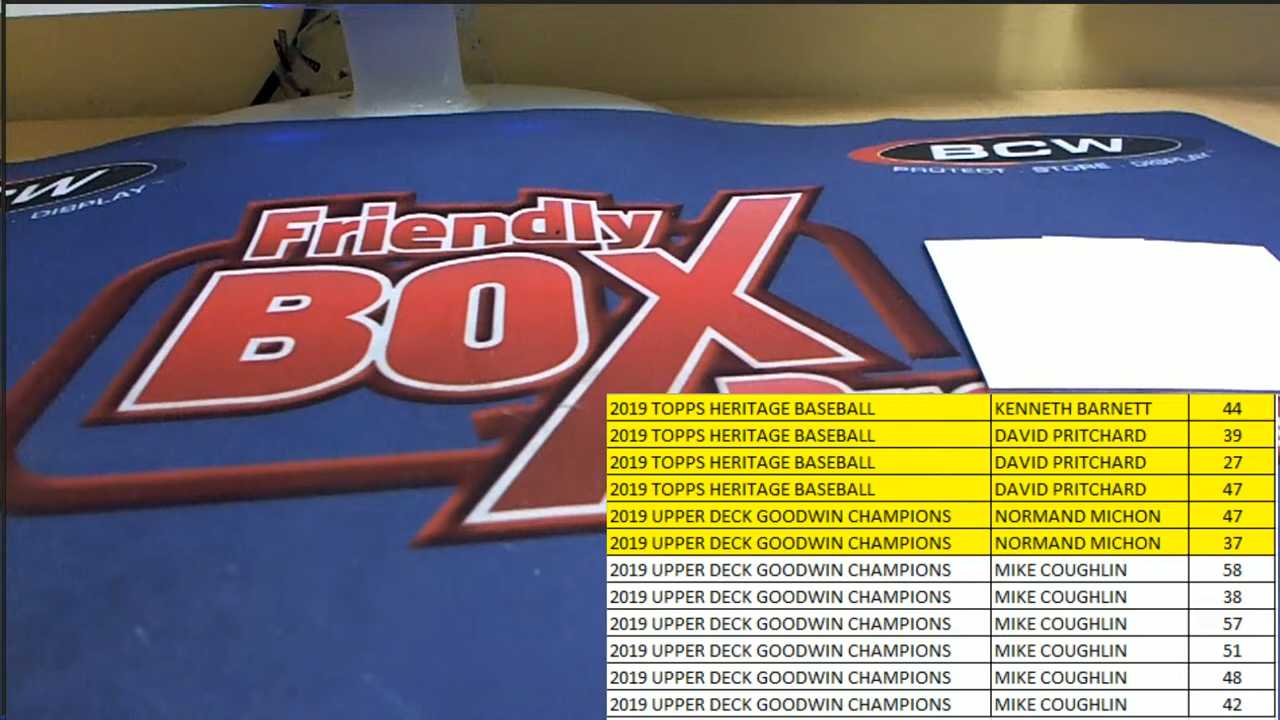 BCW
PROTECT · STORE · DISPLAY
DISPLAY
Friendly
BOX
2019 TOPPS HERITAGE BASEBALL KENNETH BARNETT 44
2019 TOPPS HERITAGE BASEBALL DAVID PRITCHARD 39
2019 TOPPS HERITAGE BASEBALL DAVID PRITCHARD 27
2019 TOPPS HERITAGE BASEBALL DAVID PRITCHARD 47
2019 UPPER DECK GOODWIN CHAMPIONS NORMAND MICHON 47
2019 UPPER DECK GOODWIN CHAMPIONS NORMAND MICHON 37
2019 UPPER DECK GOODWIN CHAMPIONS MIKE COUGHLIN 58
2019 UPPER DECK GOODWIN CHAMPIONS MIKE COUGHLIN 38
2019 UPPER DECK GOODWIN CHAMPIONS MIKE COUGHLIN 57
2019 UPPER DECK GOODWIN CHAMPIONS MIKE COUGHLIN 51
2019 UPPER DECK GOODWIN CHAMPIONS MIKE COUGHLIN 48
2019 UPPER DECK GOODWIN CHAMPIONS MIKE COUGHLIN 42